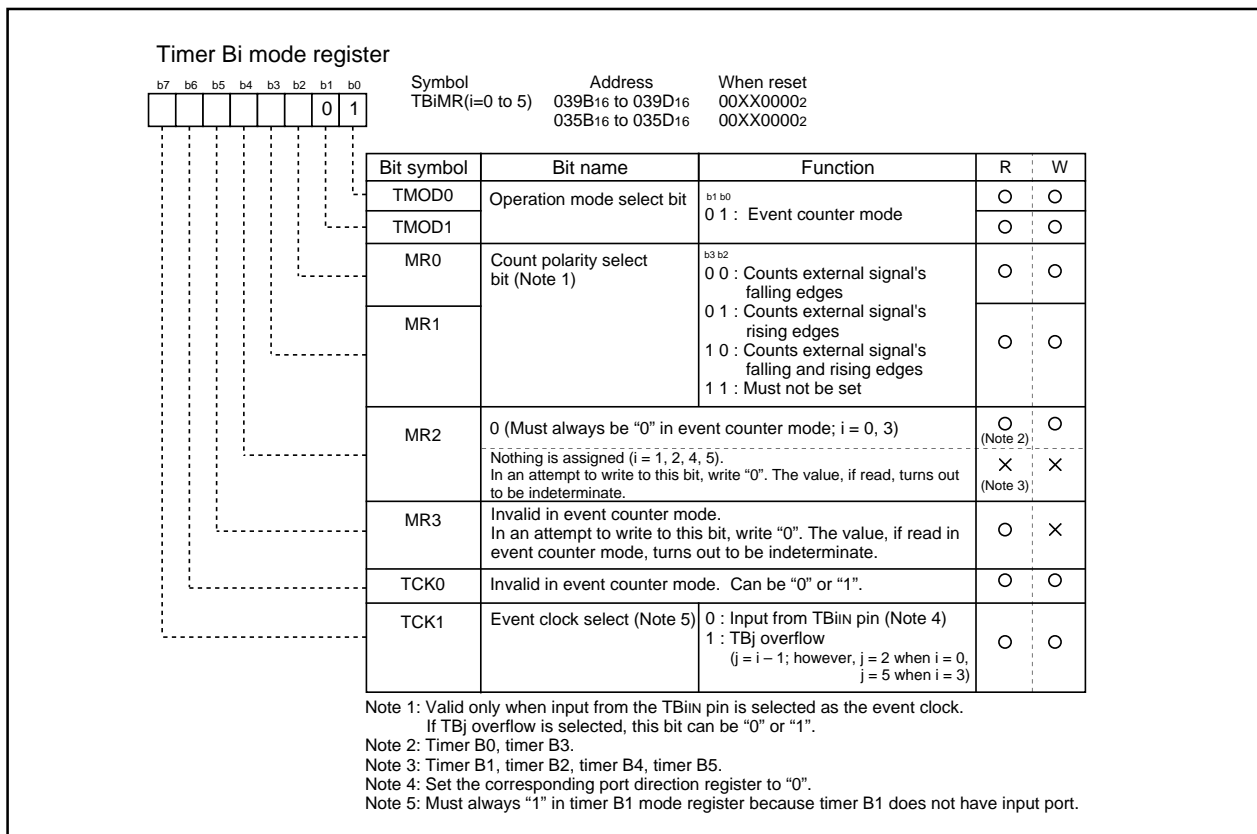 Timer Bi mode register
b7 b6 b5 b4 b3 b2 b1 b0
0 1
Symbol Address When reset
TBiMR(i=0 to 5) 039B16 to 039D16 00XX00002
035B16 to 035D16 00XX00002
Bit symbol Bit name Function R W
TMOD0 Operation mode select bit b1 b0
0 1 : Event counter mode
TMOD1
MR0 Count polarity select
bit (Note 1)
b3 b2
0 0 : Counts external signal's
falling edges
0 1 : Counts external signal's
rising edges
MR1
1 0 : Counts external signal's
falling and rising edges
1 1 : Must not be set
MR2 0 (Must always be “0” in event counter mode; i = 0, 3)
(Note 2)
Nothing is assigned (i = 1, 2, 4, 5).
In an attempt to write to this bit, write “0”. The value, if read, turns out
to be indeterminate.
(Note 3)
MR3 Invalid in event counter mode.
In an attempt to write to this bit, write “0”. The value, if read in
event counter mode, turns out to be indeterminate.
TCK0 Invalid in event counter mode. Can be “0” or “1”.
TCK1 Event clock select (Note 5) 0 : Input from TBiIN pin (Note 4)
1 : TBj overflow
(j = i – 1; however, j = 2 when i = 0,
j = 5 when i = 3)
Note 1: Valid only when input from the TBiIN pin is selected as the event clock.
If TBj overflow is selected, this bit can be “0” or “1”.
Note 2: Timer B0, timer B3.
Note 3: Timer B1, timer B2, timer B4, timer B5.
Note 4: Set the corresponding port direction register to “0”.
Note 5: Must always “1” in timer B1 mode register because timer B1 does not have input port.